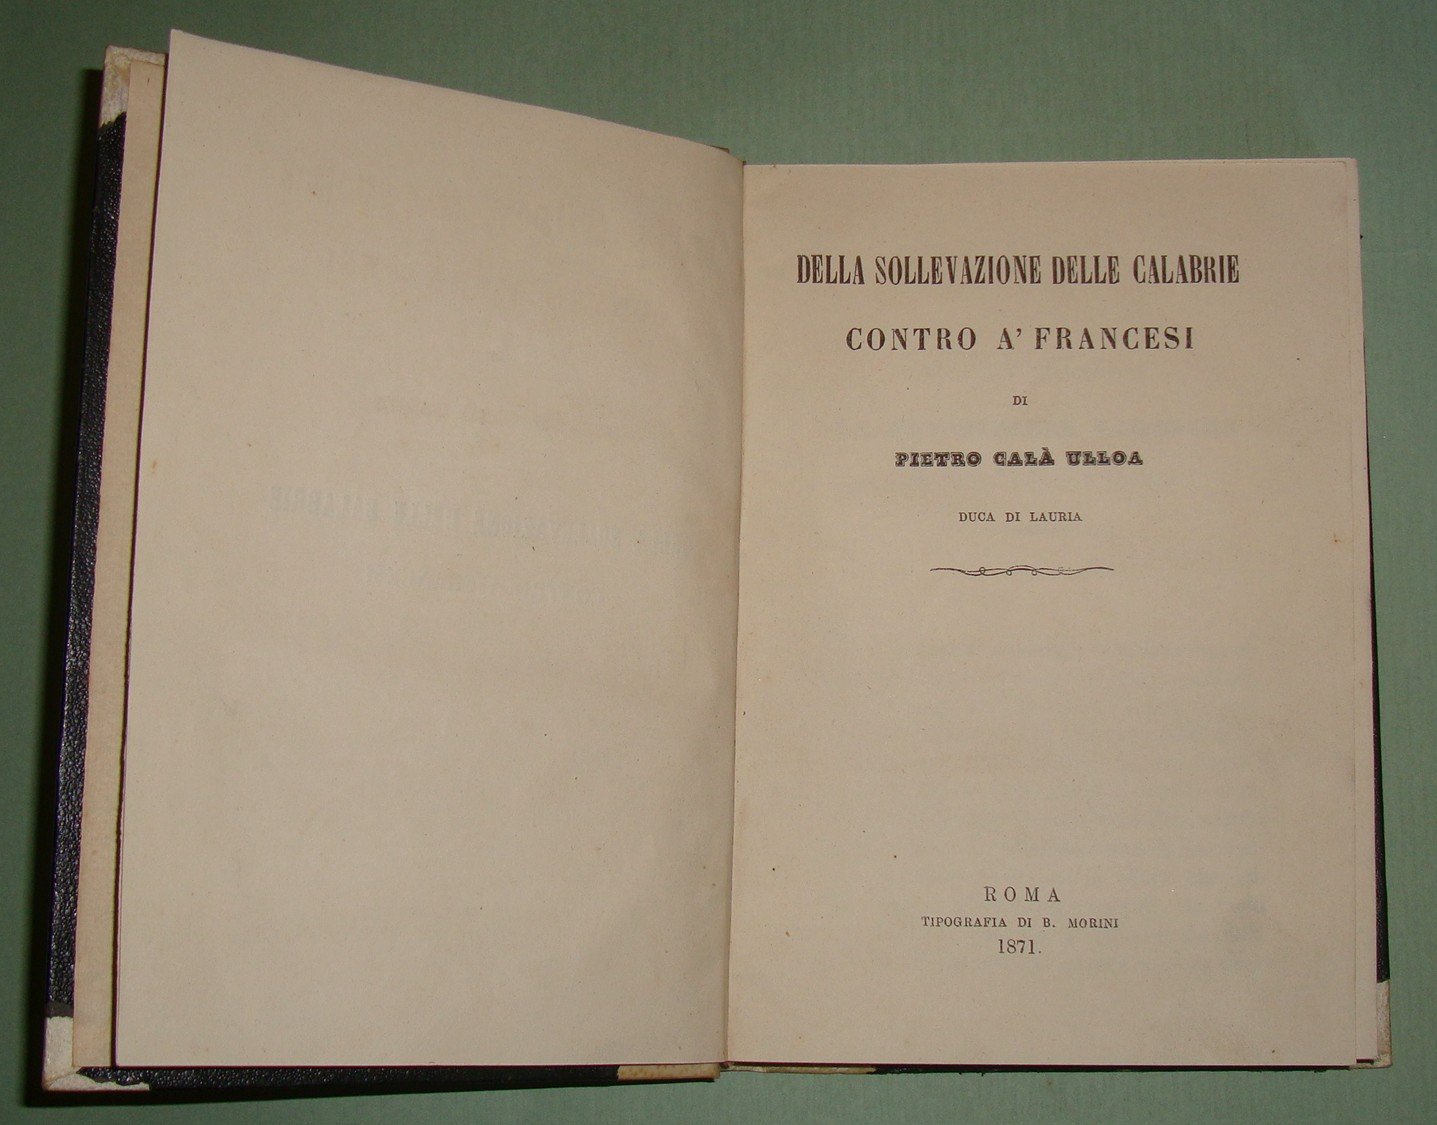 DELLA SOLLEVAZIONE DELLE CALABRIE
CONTRO A' FRANCESI
DI
PIETRO CALÀ ULLOA
DUCA DI LAURIA
ROMA
TIPOGRAFIA DI B. MORINI
1871.